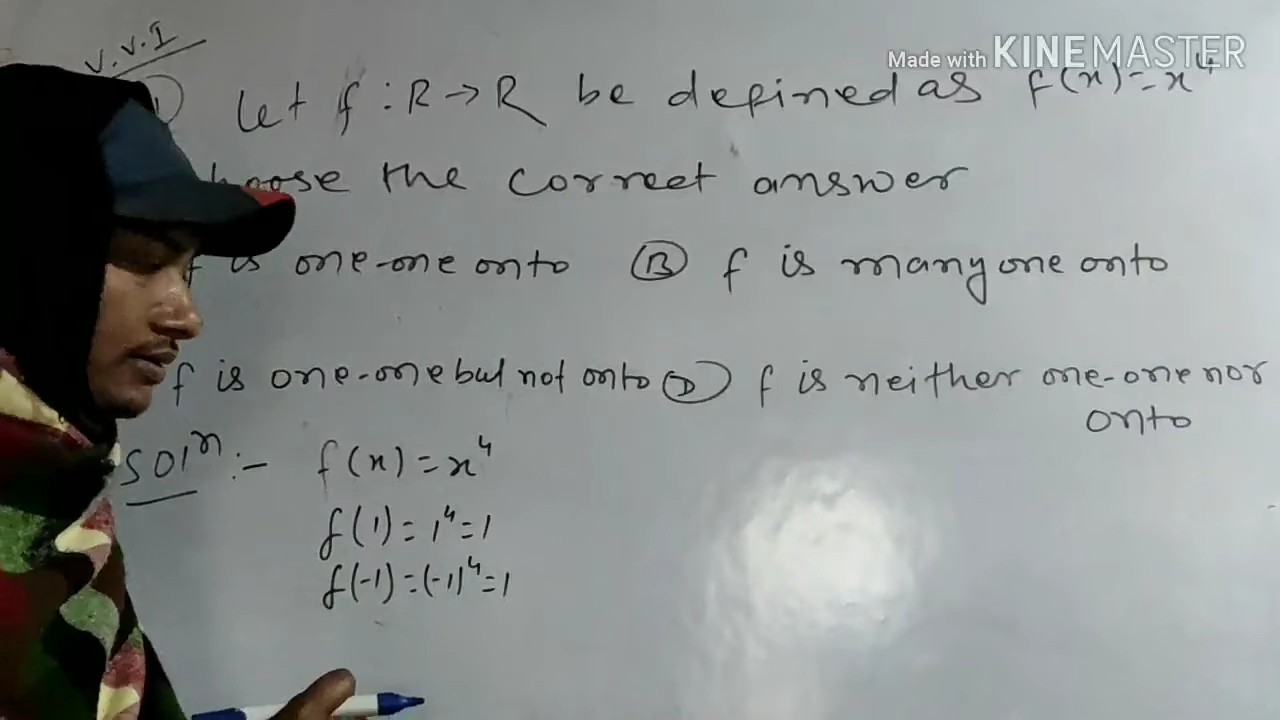 Made with KINEMASTER
V.V.I
Let f : R → R be defined as f(x) = x⁴
hoose the correct answer
f is one-one onto Ⓑ f is many one onto
f is one-one but not onto Ⓓ f is neither one-one nor
onto
Solⁿ :- f(x) = x⁴
f(1) = 1⁴ = 1
f(-1) = (-1)⁴ = 1